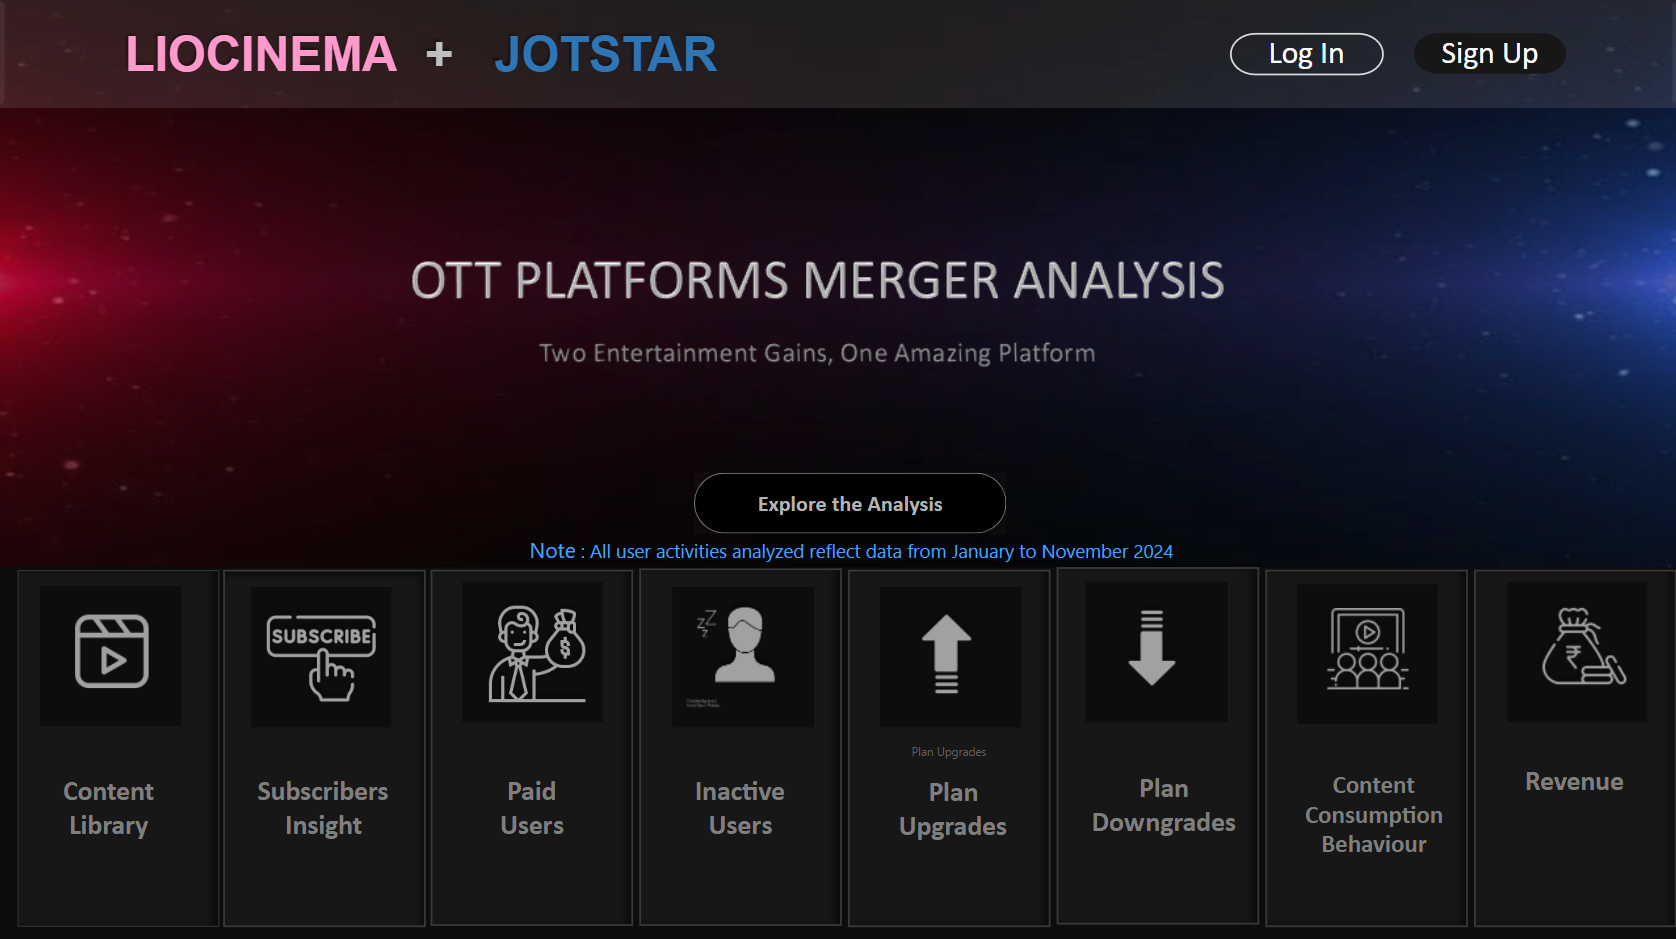 LIOCINEMA + JOTSTAR
Log In
Sign Up
OTT PLATFORMS MERGER ANALYSIS
Two Entertainment Gains, One Amazing Platform
Explore the Analysis
Note : All user activities analyzed reflect data from January to November 2024
SUBSCRIBE
$
₹
zZ
z
Content
Library
Subscribers
Insight
Paid
Users
Inactive
Users
Plan Upgrades
Plan
Upgrades
Plan
Downgrades
Content
Consumption
Behaviour
Revenue